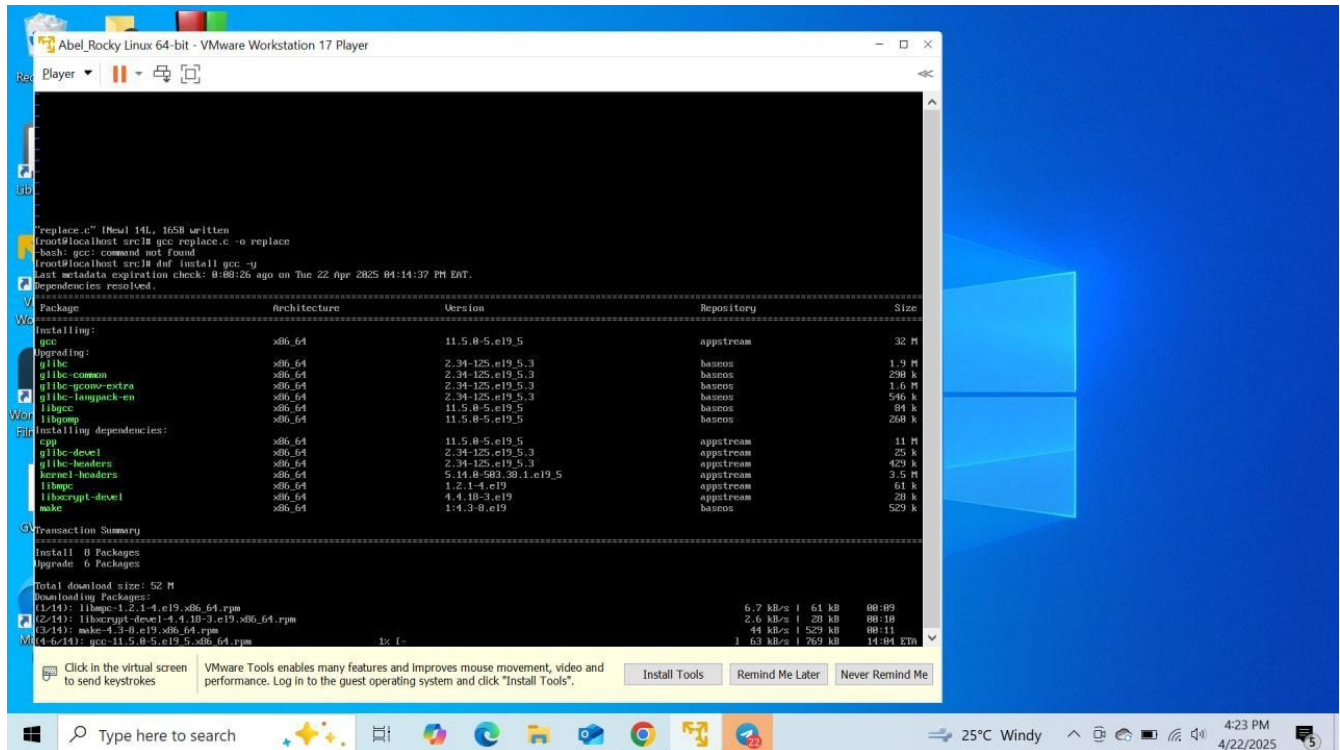 Abel_Rocky Linux 64-bit - VMware Workstation 17 Player
Player
"replace.c" [New] 14L, 165B written
[root@localhost src]# gcc replace.c -o replace
-bash: gcc: command not found
[root@localhost src]# dnf install gcc -y
Last metadata expiration check: 0:08:26 ago on Tue 22 Apr 2025 04:14:37 PM EAT.
Dependencies resolved.
Package Architecture Version Repository Size
Installing:
gcc x86_64 11.5.0-5.el9_5 appstream 32 M
Upgrading:
glibc x86_64 2.34-125.el9_5.3 baseos 1.9 M
glibc-common x86_64 2.34-125.el9_5.3 baseos 290 k
glibc-gconv-extra x86_64 2.34-125.el9_5.3 baseos 1.6 M
glibc-langpack-en x86_64 2.34-125.el9_5.3 baseos 546 k
libgcc x86_64 11.5.0-5.el9_5 baseos 84 k
libgomp x86_64 11.5.0-5.el9_5 baseos 260 k
Installing dependencies:
cpp x86_64 11.5.0-5.el9_5 appstream 11 M
glibc-devel x86_64 2.34-125.el9_5.3 appstream 25 k
glibc-headers x86_64 2.34-125.el9_5.3 appstream 429 k
kernel-headers x86_64 5.14.0-503.38.1.el9_5 appstream 3.5 M
libmpc x86_64 1.2.1-4.el9 appstream 61 k
libxcrypt-devel x86_64 4.4.18-3.el9 appstream 28 k
make x86_64 1:4.3-8.el9 baseos 529 k
Transaction Summary
Install 8 Packages
Upgrade 6 Packages
Total download size: 52 M
Downloading Packages:
(1/14): libmpc-1.2.1-4.el9.x86_64.rpm 6.7 kB/s | 61 kB 00:09
(2/14): libxcrypt-devel-4.4.18-3.el9.x86_64.rpm 2.6 kB/s | 28 kB 00:10
(3/14): make-4.3-8.el9.x86_64.rpm 44 kB/s | 529 kB 00:11
(4-6/14): gcc-11.5.0-5.el9_5.x86_64.rpm 1% [- ] 63 kB/s | 769 kB 14:04 ETA
Click in the virtual screen
to send keystrokes
VMware Tools enables many features and improves mouse movement, video and
performance. Log in to the guest operating system and click "Install Tools".
Install Tools
Remind Me Later
Never Remind Me
Type here to search
22
25°C Windy
4:23 PM
4/22/2025
5